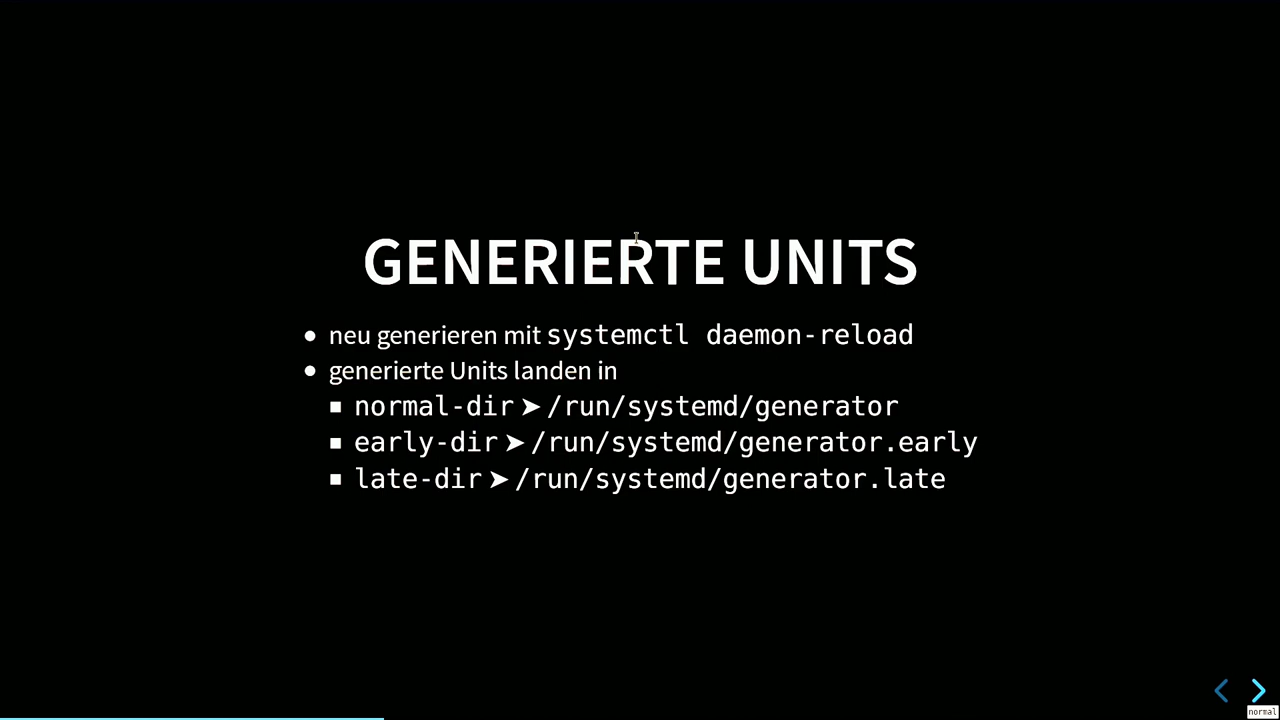 GENERIERTE UNITS
neu generieren mit systemctl daemon-reload
generierte Units landen in
normal-dir ➤ /run/systemd/generator
early-dir ➤ /run/systemd/generator.early
late-dir ➤ /run/systemd/generator.late
normal